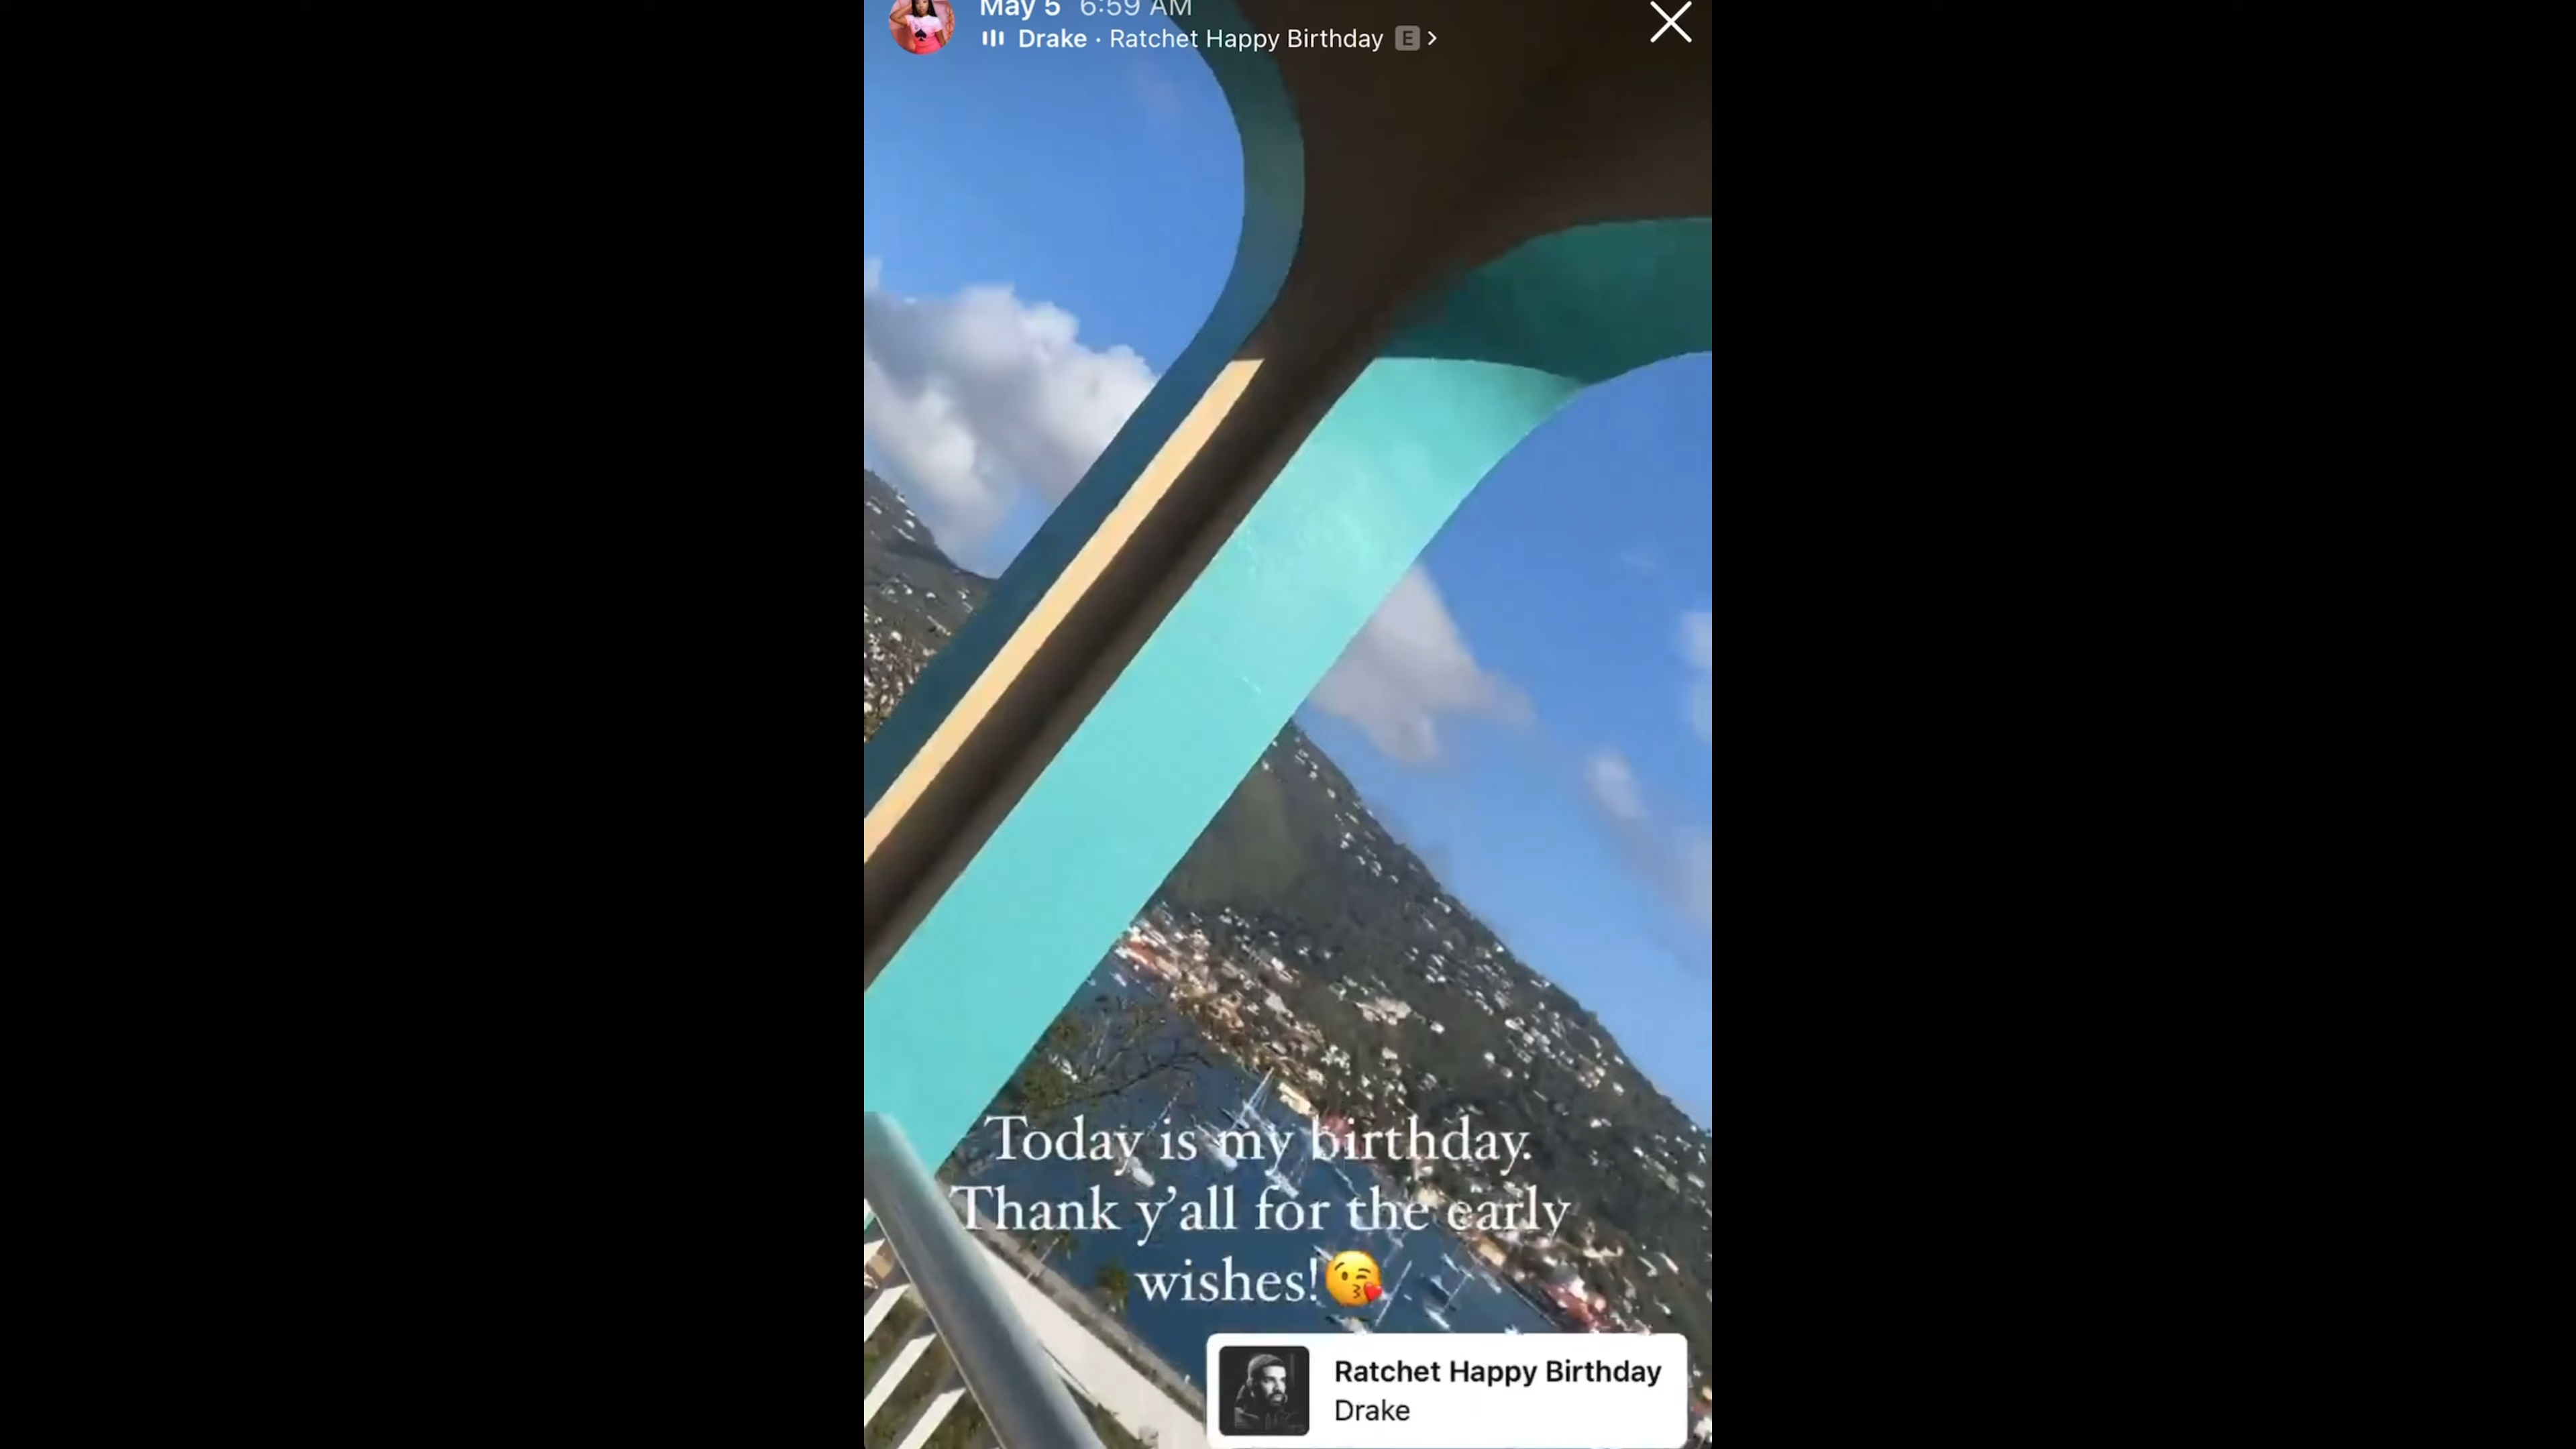 May 5 6:59 AM
Drake · Ratchet Happy Birthday E
Today is my birthday.
Thank y'all for the early
wishes!😘
Ratchet Happy Birthday
Drake